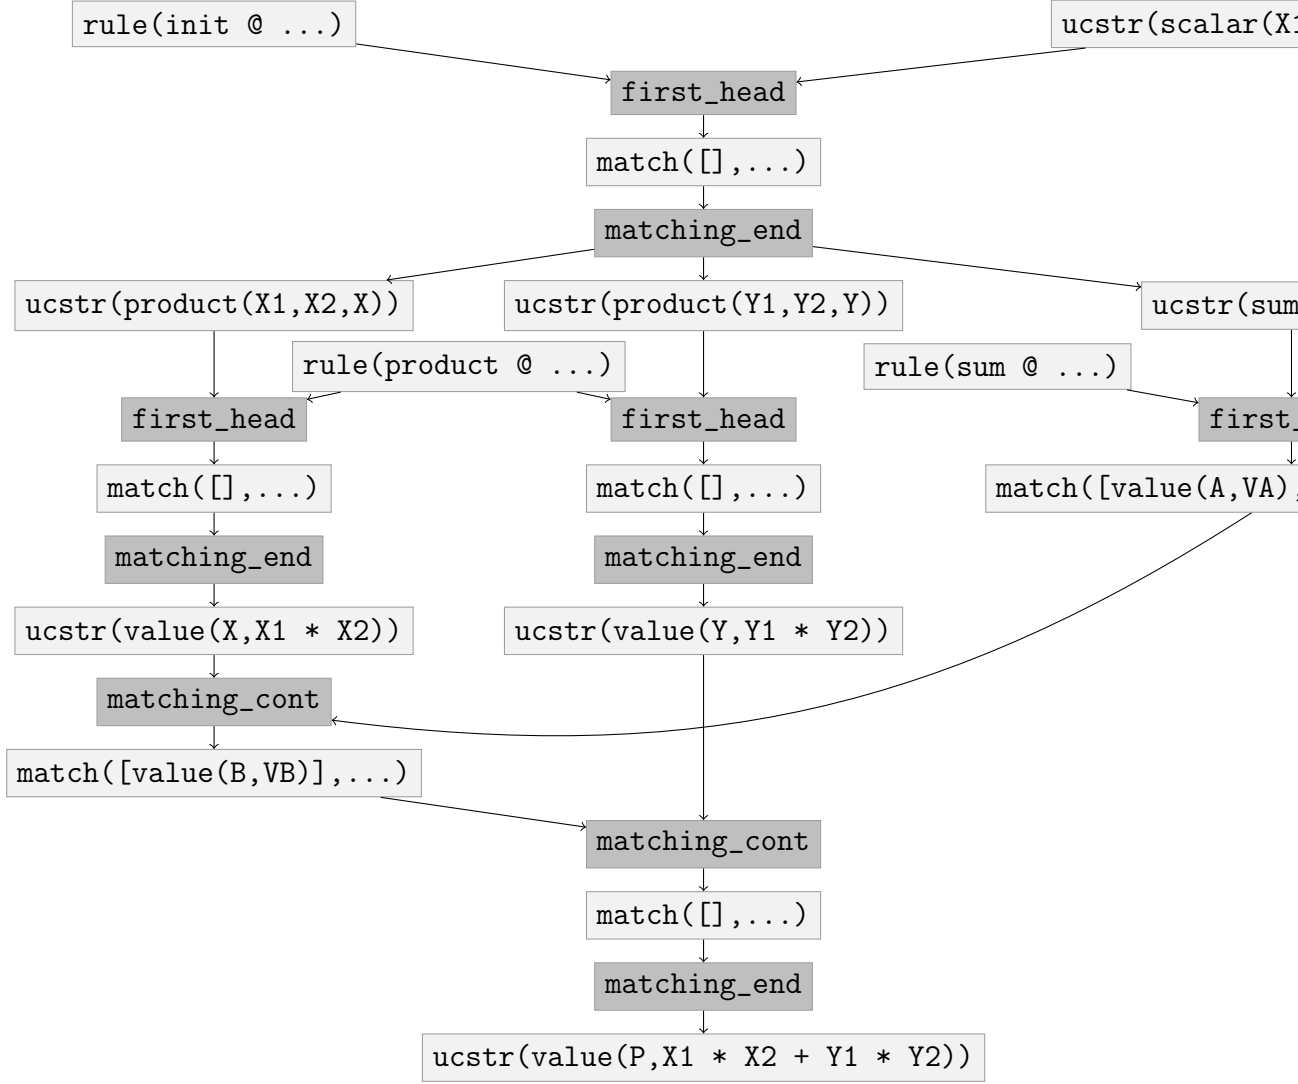 rule(init @ ...)
ucstr(scalar(X1
first_head
match([],...)
matching_end
ucstr(product(X1,X2,X))
ucstr(product(Y1,Y2,Y))
ucstr(sum
rule(product @ ...)
rule(sum @ ...)
first_head
first_head
first_
match([],...)
match([],...)
match([value(A,VA),
matching_end
matching_end
ucstr(value(X,X1 * X2))
ucstr(value(Y,Y1 * Y2))
matching_cont
match([value(B,VB)],...)
matching_cont
match([],...)
matching_end
ucstr(value(P,X1 * X2 + Y1 * Y2))